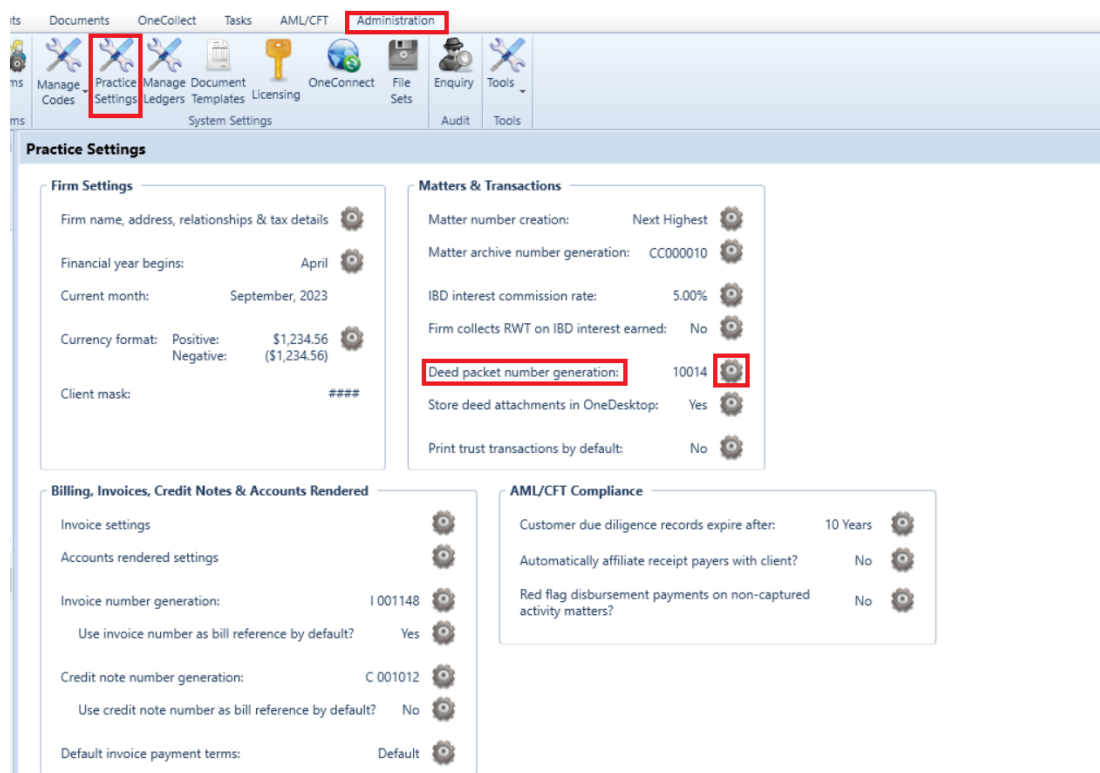 Documents OneCollect Tasks AML/CFT Administration
Manage Codes
Practice Settings
Manage Ledgers
Document Templates
Licensing
OneConnect
File Sets
Enquiry
Tools
System Settings Audit Tools
Practice Settings
Firm Settings
Firm name, address, relationships & tax details
Financial year begins: April
Current month: September, 2023
Currency format: Positive: $1,234.56
Negative: ($1,234.56)
Client mask: ####
Matters & Transactions
Matter number creation: Next Highest
Matter archive number generation: CC000010
IBD interest commission rate: 5.00%
Firm collects RWT on IBD interest earned: No
Deed packet number generation: 10014
Store deed attachments in OneDesktop: Yes
Print trust transactions by default: No
Billing, Invoices, Credit Notes & Accounts Rendered
Invoice settings
Accounts rendered settings
Invoice number generation: I 001148
Use invoice number as bill reference by default? Yes
Credit note number generation: C 001012
Use credit note number as bill reference by default? No
Default invoice payment terms: Default
AML/CFT Compliance
Customer due diligence records expire after: 10 Years
Automatically affiliate receipt payers with client? No
Red flag disbursement payments on non-captured
activity matters? No